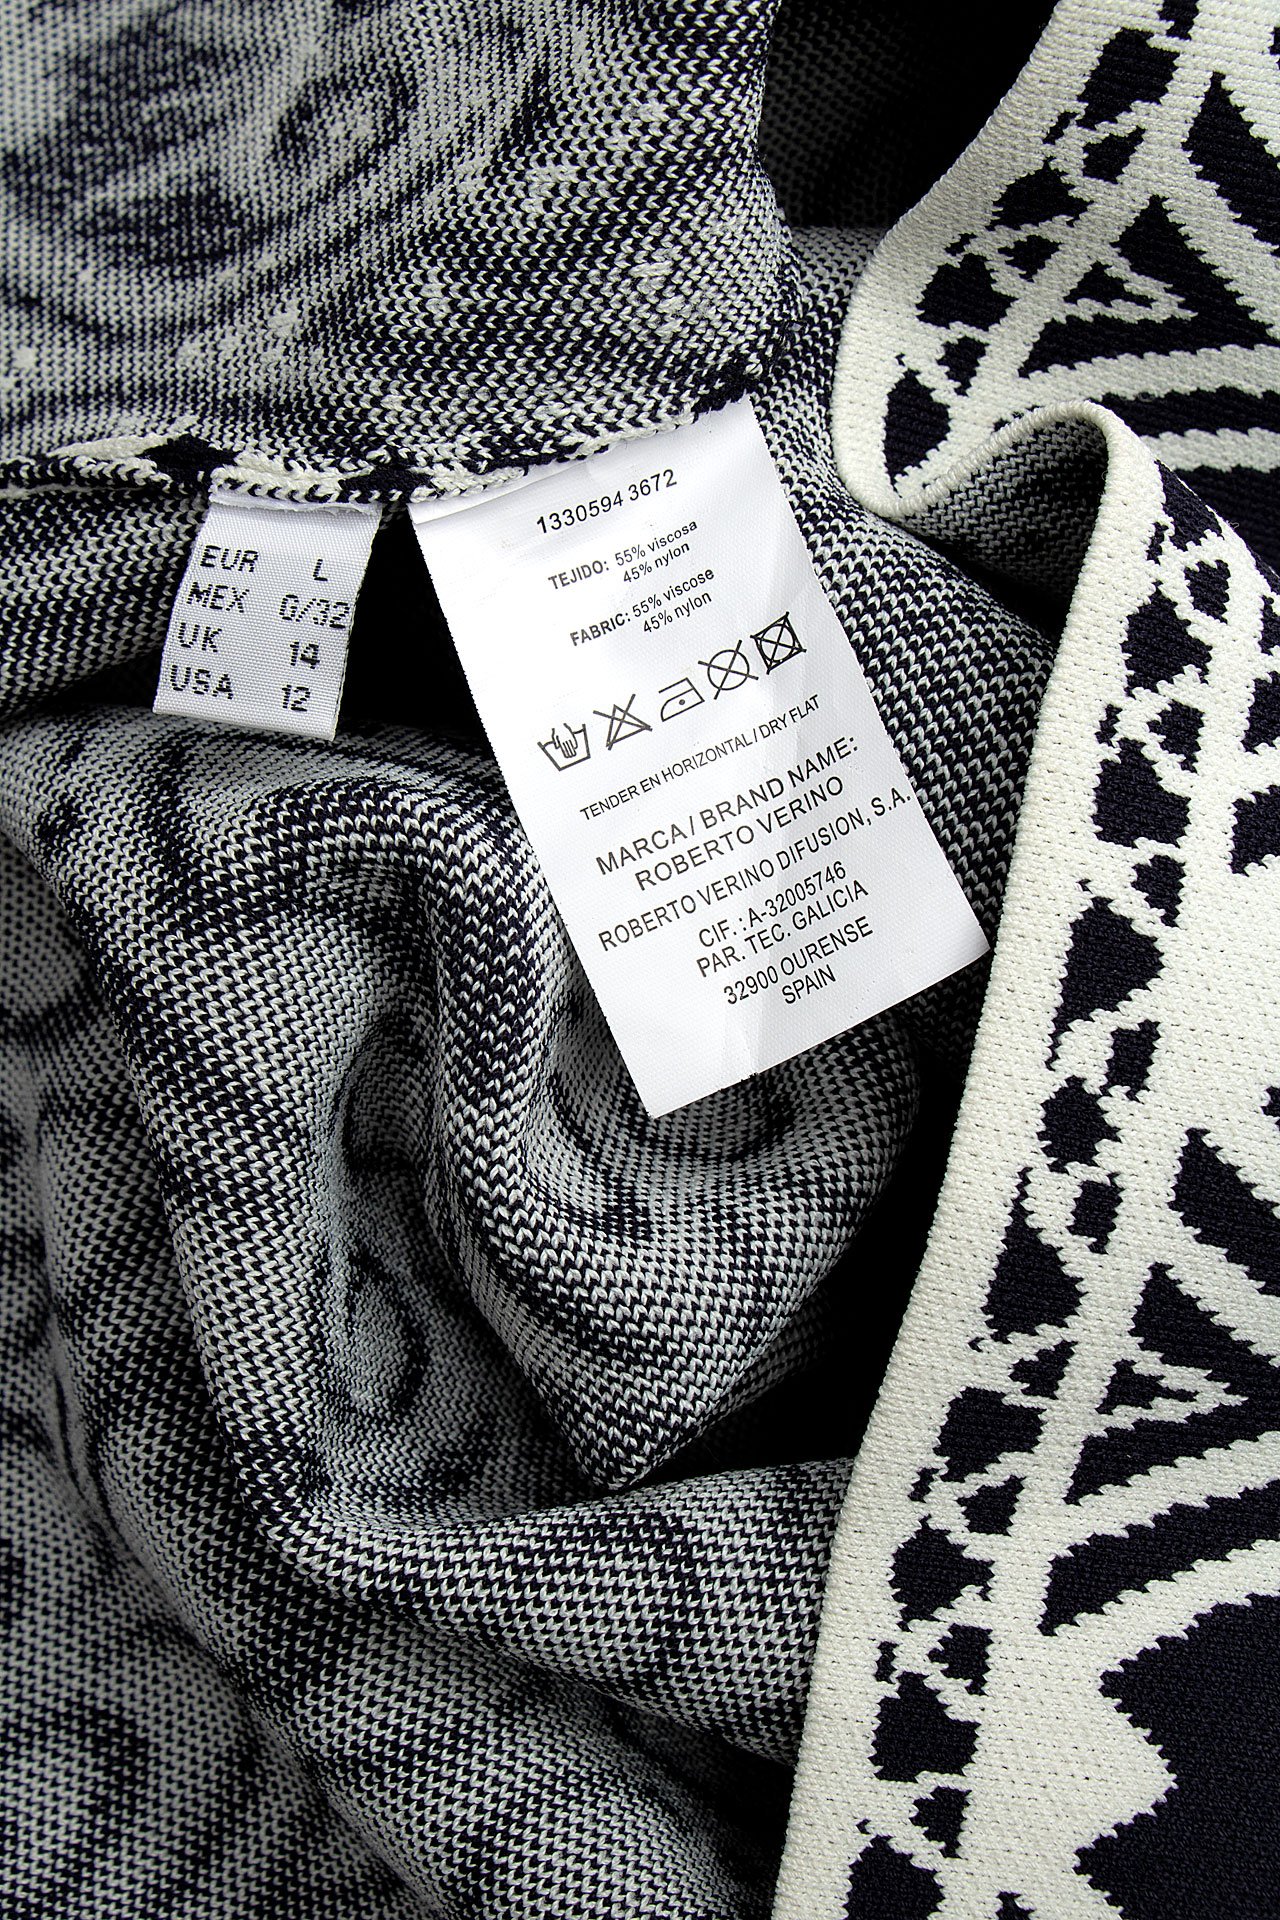 EUR L
MEX G/32
UK 14
USA 12
1330594 3672
TEJIDO: 55% viscosa
45% nylon
FABRIC: 55% viscose
45% nylon
TENDER EN HORIZONTAL / DRY FLAT
MARCA / BRAND NAME:
ROBERTO VERINO
ROBERTO VERINO DIFUSION, S.A.
CIF. :A-32005746
PAR. TEC. GALICIA
32900 OURENSE
SPAIN